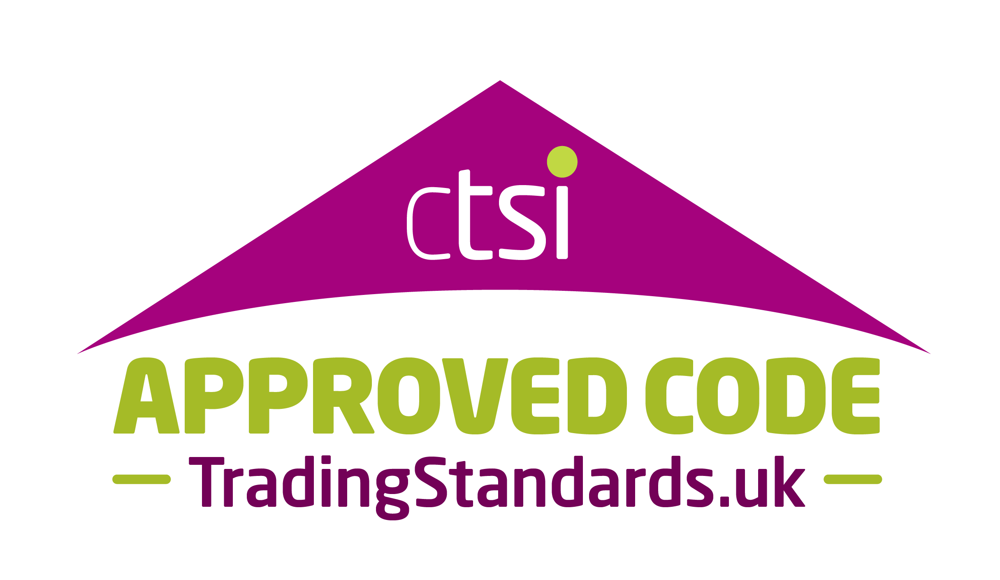 ctsi
APPROVED CODE
TradingStandards.uk